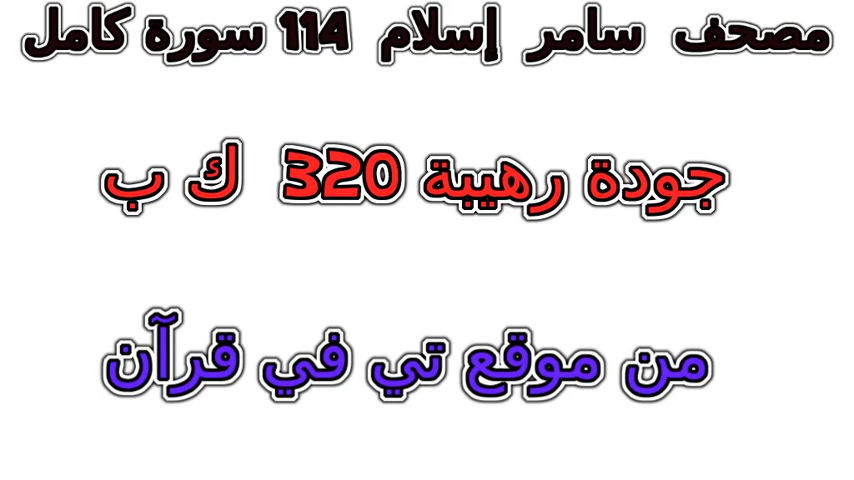 مصحف سامر إسلام 114 سورة كامل
جودة رهيبة 320 ك ب
من موقع تي في قرآن